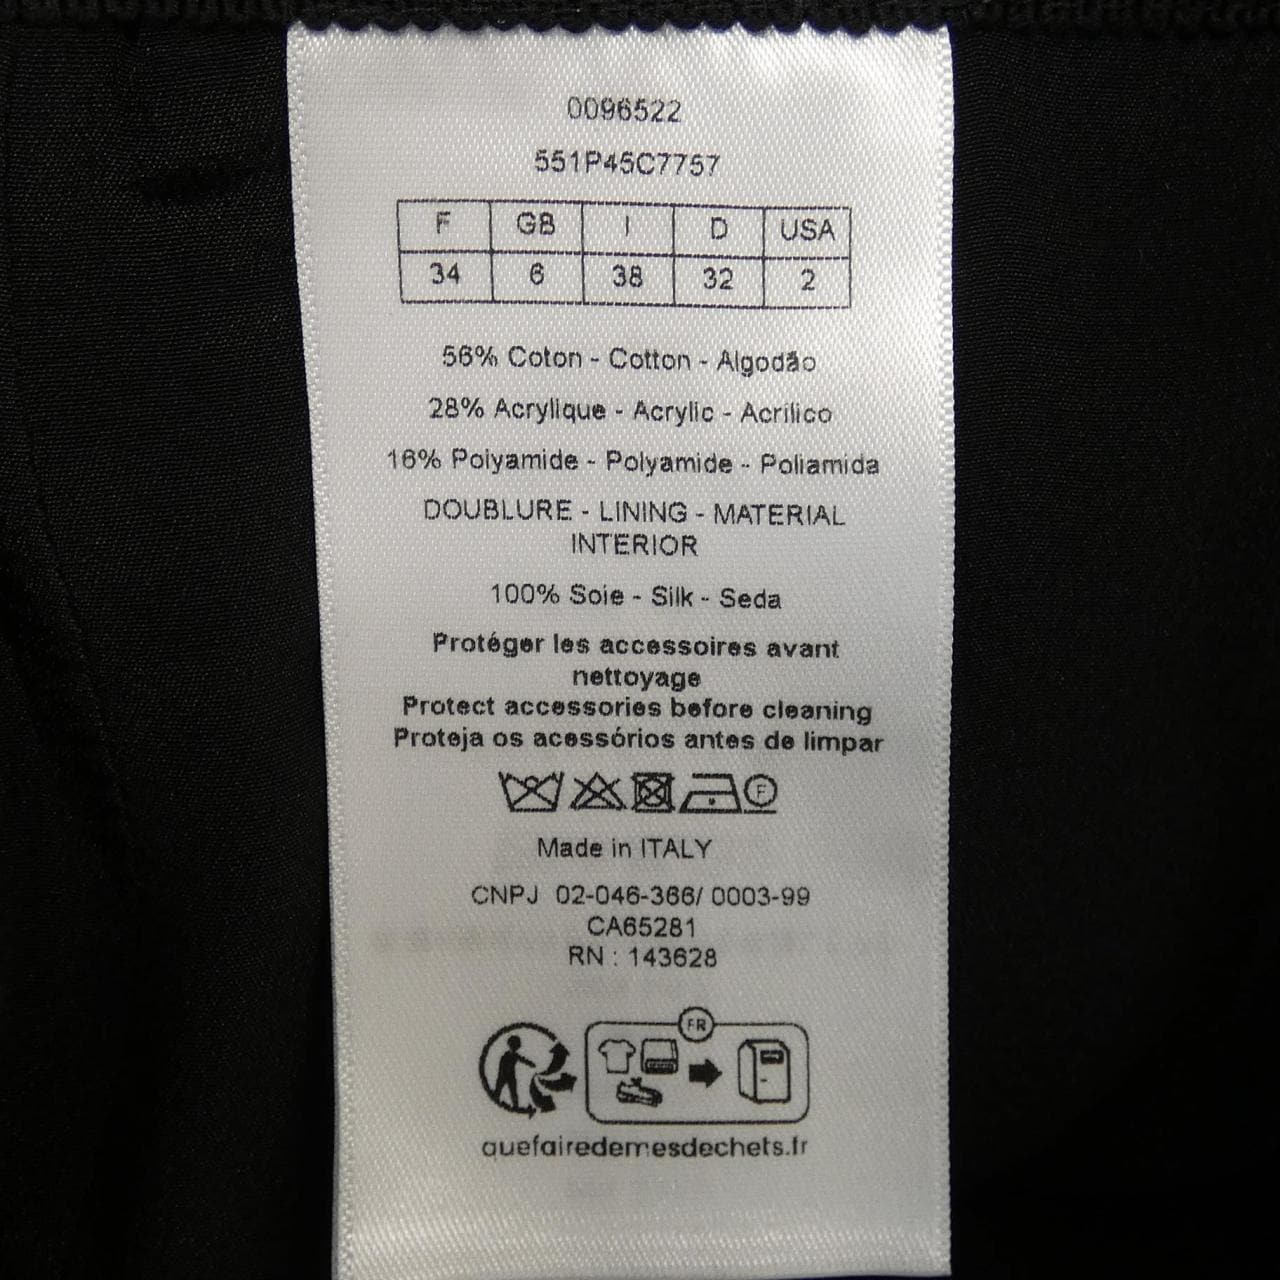 0096522
551P45C7757
F GB I D USA
34 6 38 32 2
56% Coton - Cotton - Algodão
28% Acrylique - Acrylic - Acrílico
16% Polyamide - Polyamide - Poliamida
DOUBLURE - LINING - MATERIAL
INTERIOR
100% Soie - Silk - Seda
Protéger les accessoires avant
nettoyage
Protect accessories before cleaning
Proteja os acessórios antes de limpar
F
Made in ITALY
CNPJ 02-046-366/ 0003-99
CA65281
RN : 143628
FR
quefairedemesdechets.fr